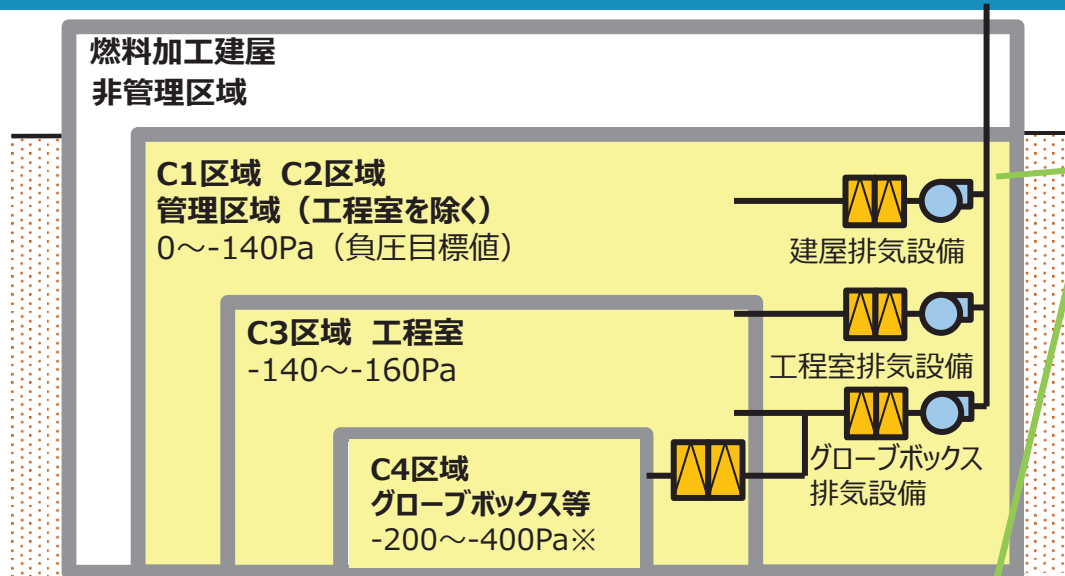 燃料加工建屋
非管理区域
C1区域 C2区域
管理区域（工程室を除く）
0～-140Pa（負圧目標値）
建屋排気設備
C3区域 工程室
-140～-160Pa
工程室排気設備
C4区域
グローブボックス等
-200～-400Pa※
グローブボックス
排気設備